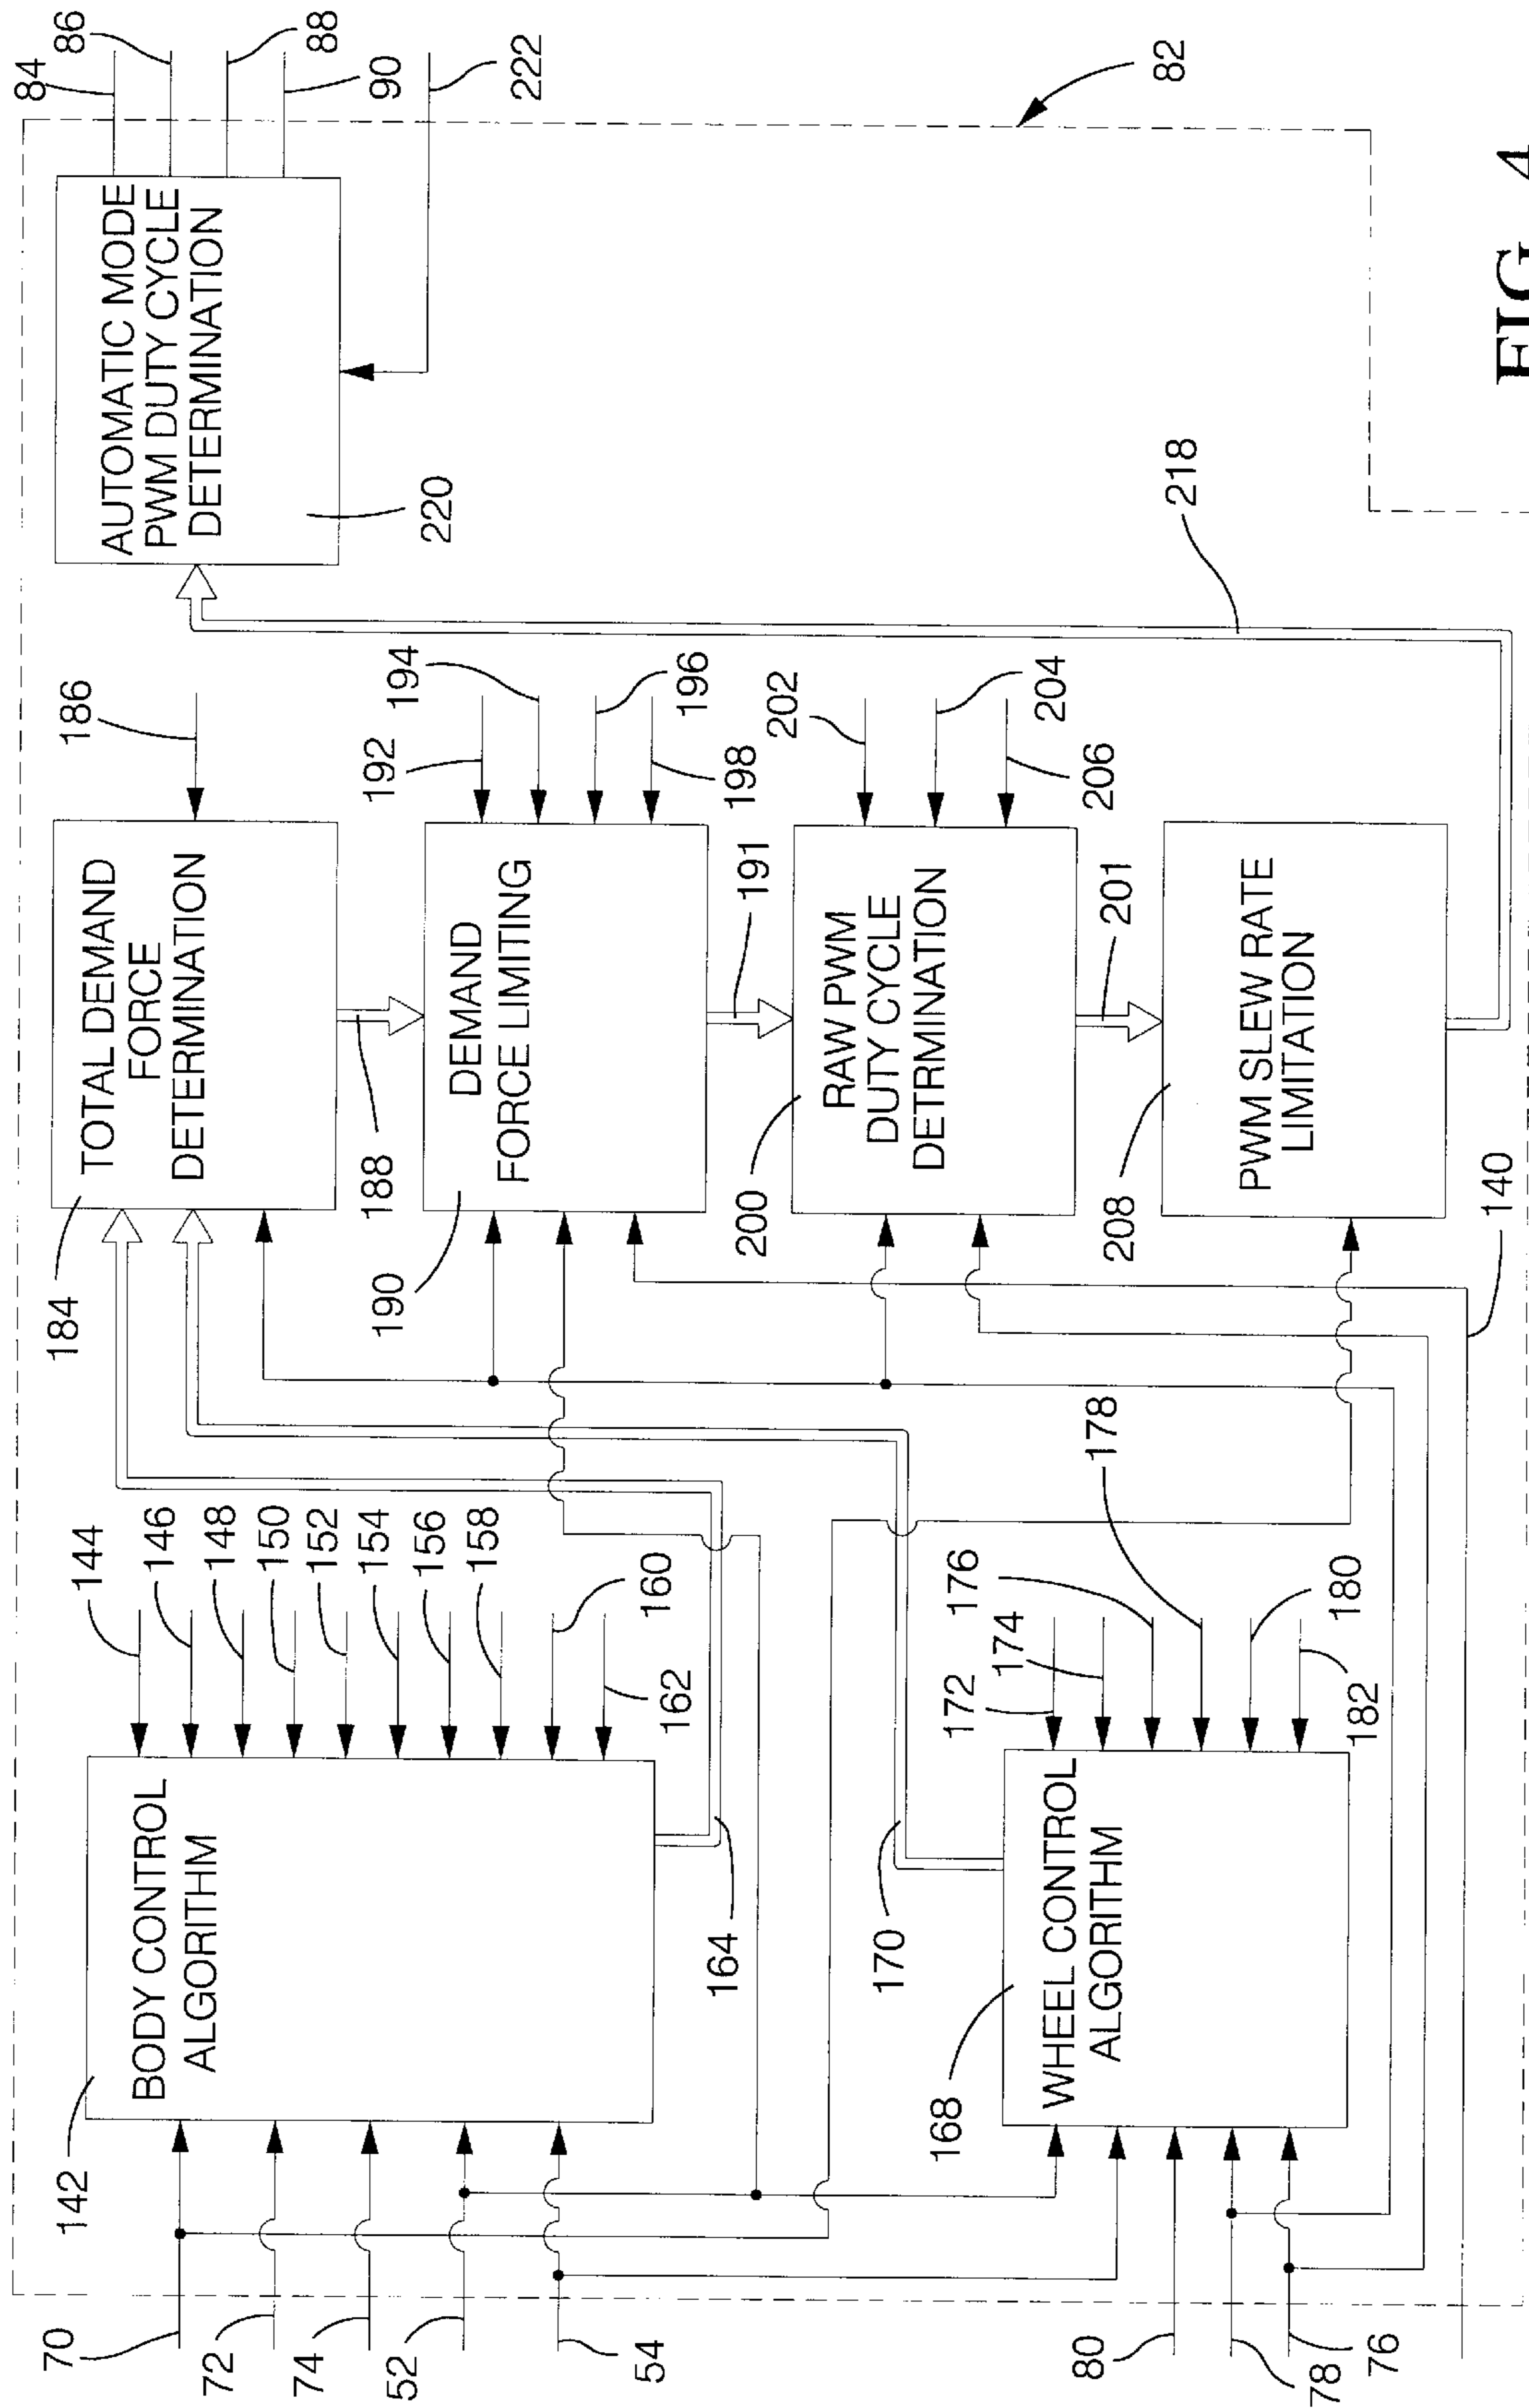 70
72
74
52
54
80
78
76
142
BODY CONTROL
ALGORITHM
144
146
148
150
152
154
156
158
160
162
164
168
WHEEL CONTROL
ALGORITHM
170
172
174
176
178
180
182
184
TOTAL DEMAND
FORCE
DETERMINATION
186
188
190
DEMAND
FORCE LIMITING
192
194
196
198
191
200
RAW PWM
DUTY CYCLE
DETRMINATION
202
204
206
201
208
PWM SLEW RATE
LIMITATION
140
218
AUTOMATIC MODE
PWM DUTY CYCLE
DETERMINATION
220
84
86
88
90
222
82
FIG. 4